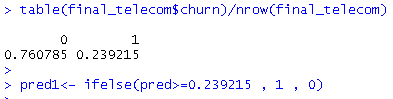 > table(final_telecom$churn)/nrow(final_telecom)
0 1
0.760785 0.239215
>
> pred1<- ifelse(pred>=0.239215 , 1 , 0)